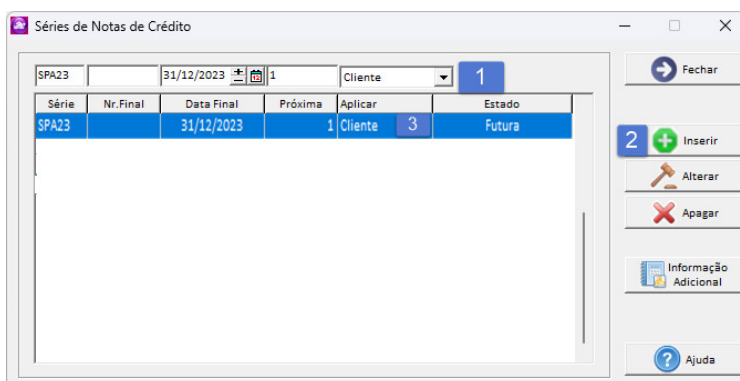 Séries de Notas de Crédito
SPA23 31/12/2023 12 1 Cliente 1
Fechar
Série Nr.Final Data Final Próxima Aplicar Estado
SPA23 31/12/2023 1 Cliente 3 Futura
2 Inserir
Alterar
Apagar
Informação
Adicional
? Ajuda